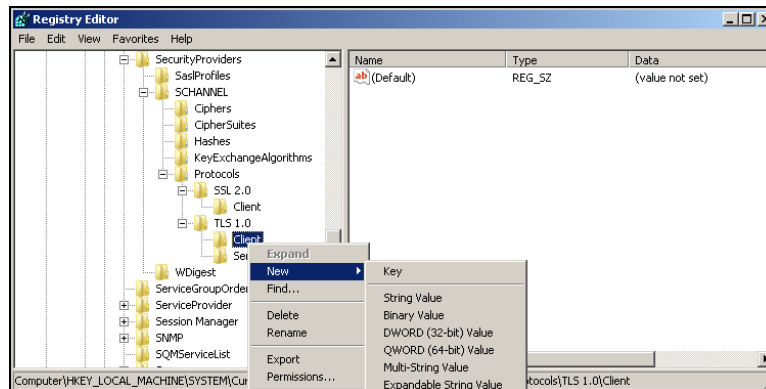 Registry Editor
File Edit View Favorites Help
Name Type Data
ab (Default) REG_SZ (value not set)
SecurityProviders
SaslProfiles
SCHANNEL
Ciphers
CipherSuites
Hashes
KeyExchangeAlgorithms
Protocols
SSL 2.0
Client
TLS 1.0
Client
Ser
WDigest
ServiceGroupOrde
ServiceProvider
Session Manager
SNMP
SQMServiceList
Expand
New
Find...
Delete
Rename
Export
Permissions...
Key
String Value
Binary Value
DWORD (32-bit) Value
QWORD (64-bit) Value
Multi-String Value
Expandable String Value
Computer\HKEY_LOCAL_MACHINE\SYSTEM\Cur
otocols\TLS 1.0\Client